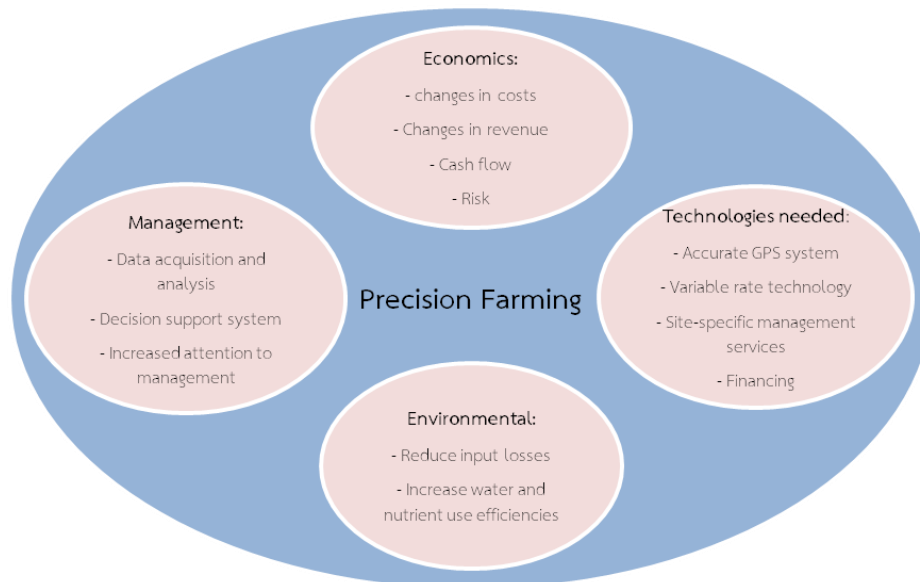 Economics:
- changes in costs
- Changes in revenue
- Cash flow
- Risk
Management:
- Data acquisition and
analysis
- Decision support system
- Increased attention to
management
Precision Farming
Technologies needed:
- Accurate GPS system
- Variable rate technology
- Site-specific management
services
- Financing
Environmental:
- Reduce input losses
- Increase water and
nutrient use efficiencies